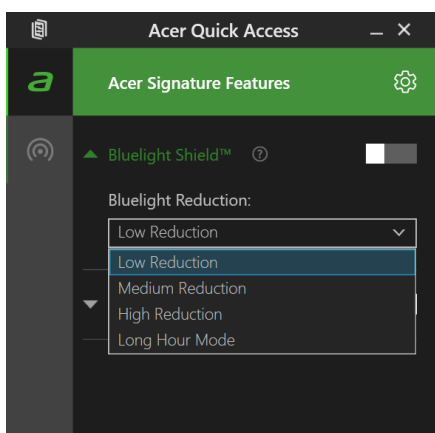 Acer Quick Access
a
Acer Signature Features
Bluelight Shield™ ?
Bluelight Reduction:
Low Reduction
Low Reduction
Medium Reduction
High Reduction
Long Hour Mode